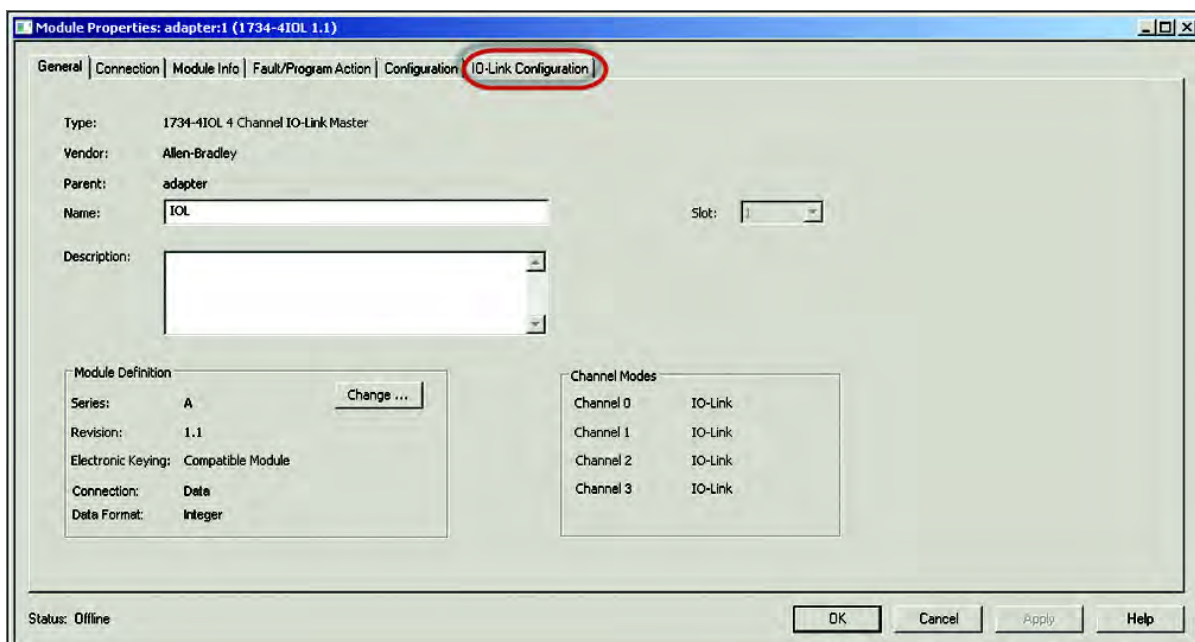 Module Properties: adapter:1 (1734-4IOL 1.1)
General Connection Module Info Fault/Program Action Configuration IO-Link Configuration
Type: 1734-4IOL 4 Channel IO-Link Master
Vendor: Allen-Bradley
Parent: adapter
Name: IOL Slot: 1
Description:
Module Definition
Change ...
Series: A
Revision: 1.1
Electronic Keying: Compatible Module
Connection: Data
Data Format: Integer
Channel Modes
Channel 0 IO-Link
Channel 1 IO-Link
Channel 2 IO-Link
Channel 3 IO-Link
Status: Offline OK Cancel Apply Help